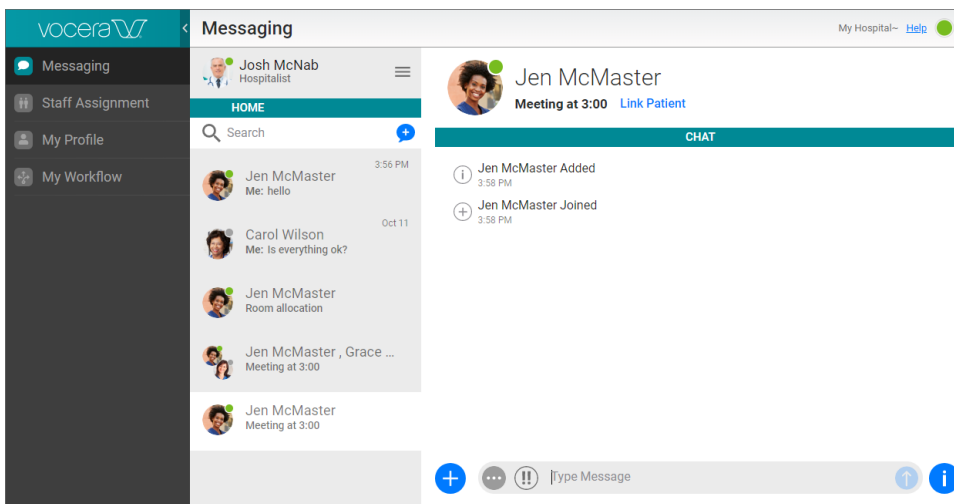 vocera
Messaging
My Hospital~ Help
Messaging
Staff Assignment
My Profile
My Workflow
Josh McNab
Hospitalist
HOME
Search
3:56 PM
Jen McMaster
Me: hello
Oct 11
Carol Wilson
Me: Is everything ok?
Jen McMaster
Room allocation
Jen McMaster , Grace ...
Meeting at 3:00
Jen McMaster
Meeting at 3:00
Jen McMaster
Meeting at 3:00 Link Patient
CHAT
Jen McMaster Added
3:58 PM
Jen McMaster Joined
3:58 PM
Type Message